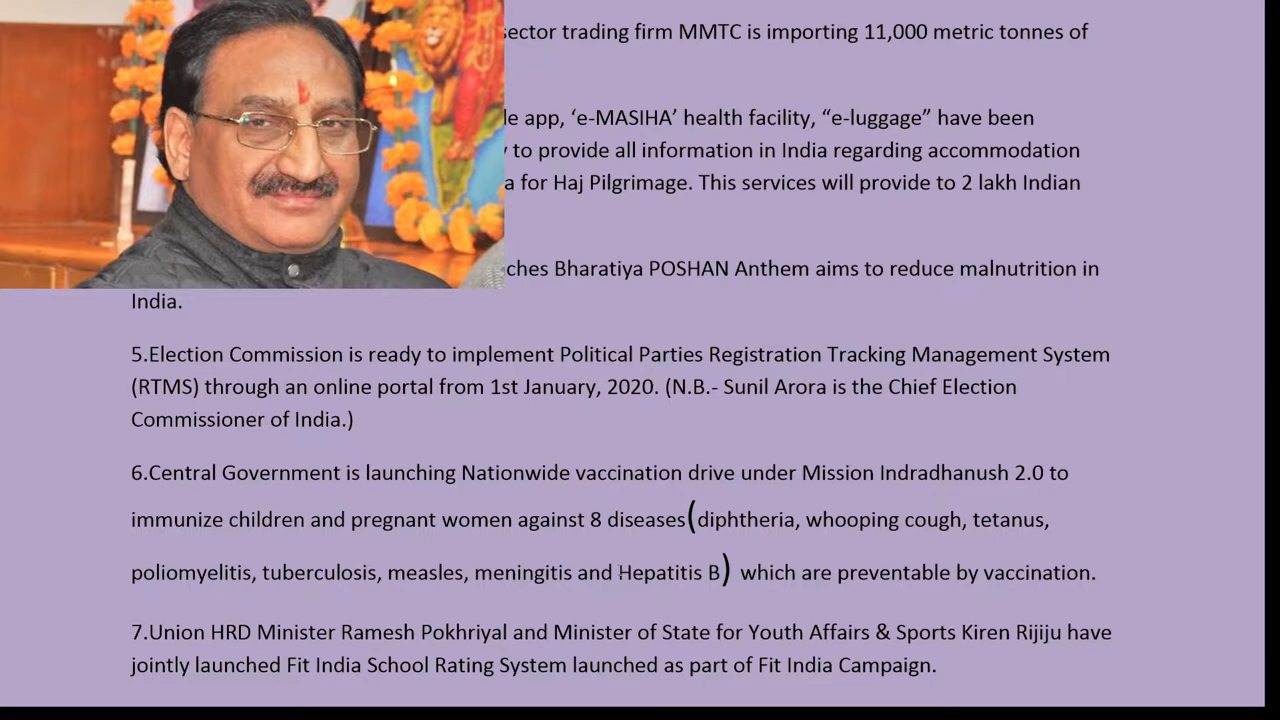 sector trading firm MMTC is importing 11,000 metric tonnes of
app, ‘e-MASIHA’ health facility, “e-luggage” have been
to provide all information in India regarding accommodation
for Haj Pilgrimage. This services will provide to 2 lakh Indian
Bharatiya POSHAN Anthem aims to reduce malnutrition in
India.
5.Election Commission is ready to implement Political Parties Registration Tracking Management System
(RTMS) through an online portal from 1st January, 2020. (N.B.- Sunil Arora is the Chief Election
Commissioner of India.)
6.Central Government is launching Nationwide vaccination drive under Mission Indradhanush 2.0 to
immunize children and pregnant women against 8 diseases(diphtheria, whooping cough, tetanus,
poliomyelitis, tuberculosis, measles, meningitis and Hepatitis B) which are preventable by vaccination.
7.Union HRD Minister Ramesh Pokhriyal and Minister of State for Youth Affairs & Sports Kiren Rijiju have
jointly launched Fit India School Rating System launched as part of Fit India Campaign.